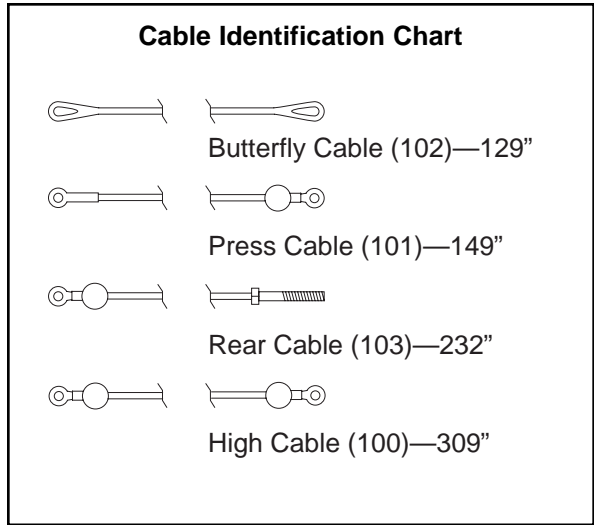 Cable Identification Chart
Butterfly Cable (102)—129”
Press Cable (101)—149”
Rear Cable (103)—232”
High Cable (100)—309”